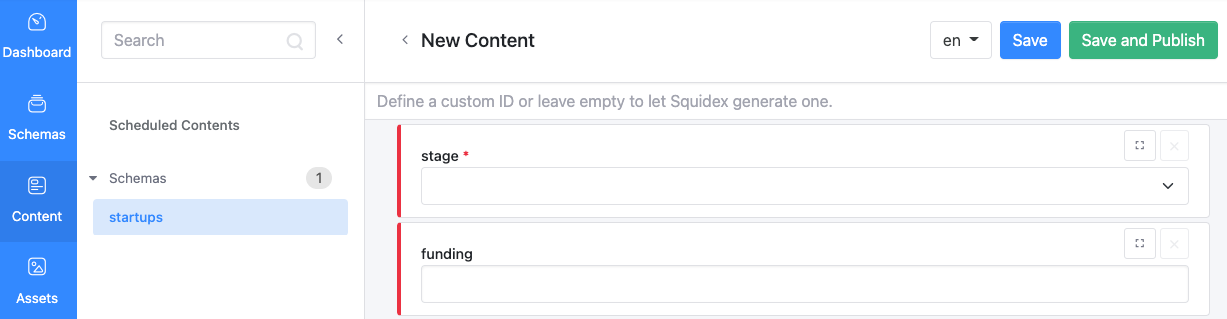 Dashboard
Schemas
Content
Assets
Search
Scheduled Contents
Schemas 1
startups
New Content
en
Save
Save and Publish
Define a custom ID or leave empty to let Squidex generate one.
stage *
funding